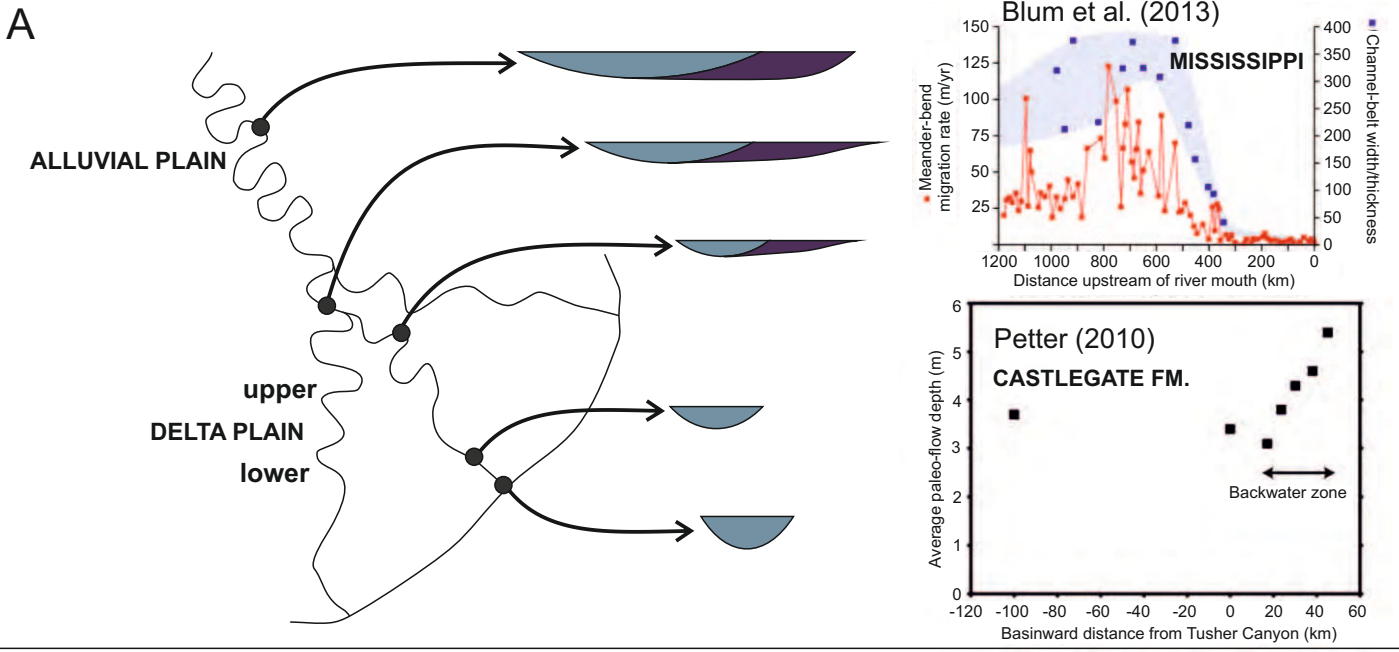 A
ALLUVIAL PLAIN
upper
DELTA PLAIN
lower
Blum et al. (2013)
MISSISSIPPI
Meander-bend
migration rate (m/yr)
150
125
100
75
50
25
400
350
300
250
200
150
100
50
0
Channel-belt width/thickness
1200 1000 800 600 400 200 0
Distance upstream of river mouth (km)
Petter (2010)
CASTLEGATE FM.
Average paleo-flow depth (m)
6
5
4
3
2
1
0
Backwater zone
-120 -100 -80 -60 -40 -20 0 20 40 60
Basinward distance from Tusher Canyon (km)